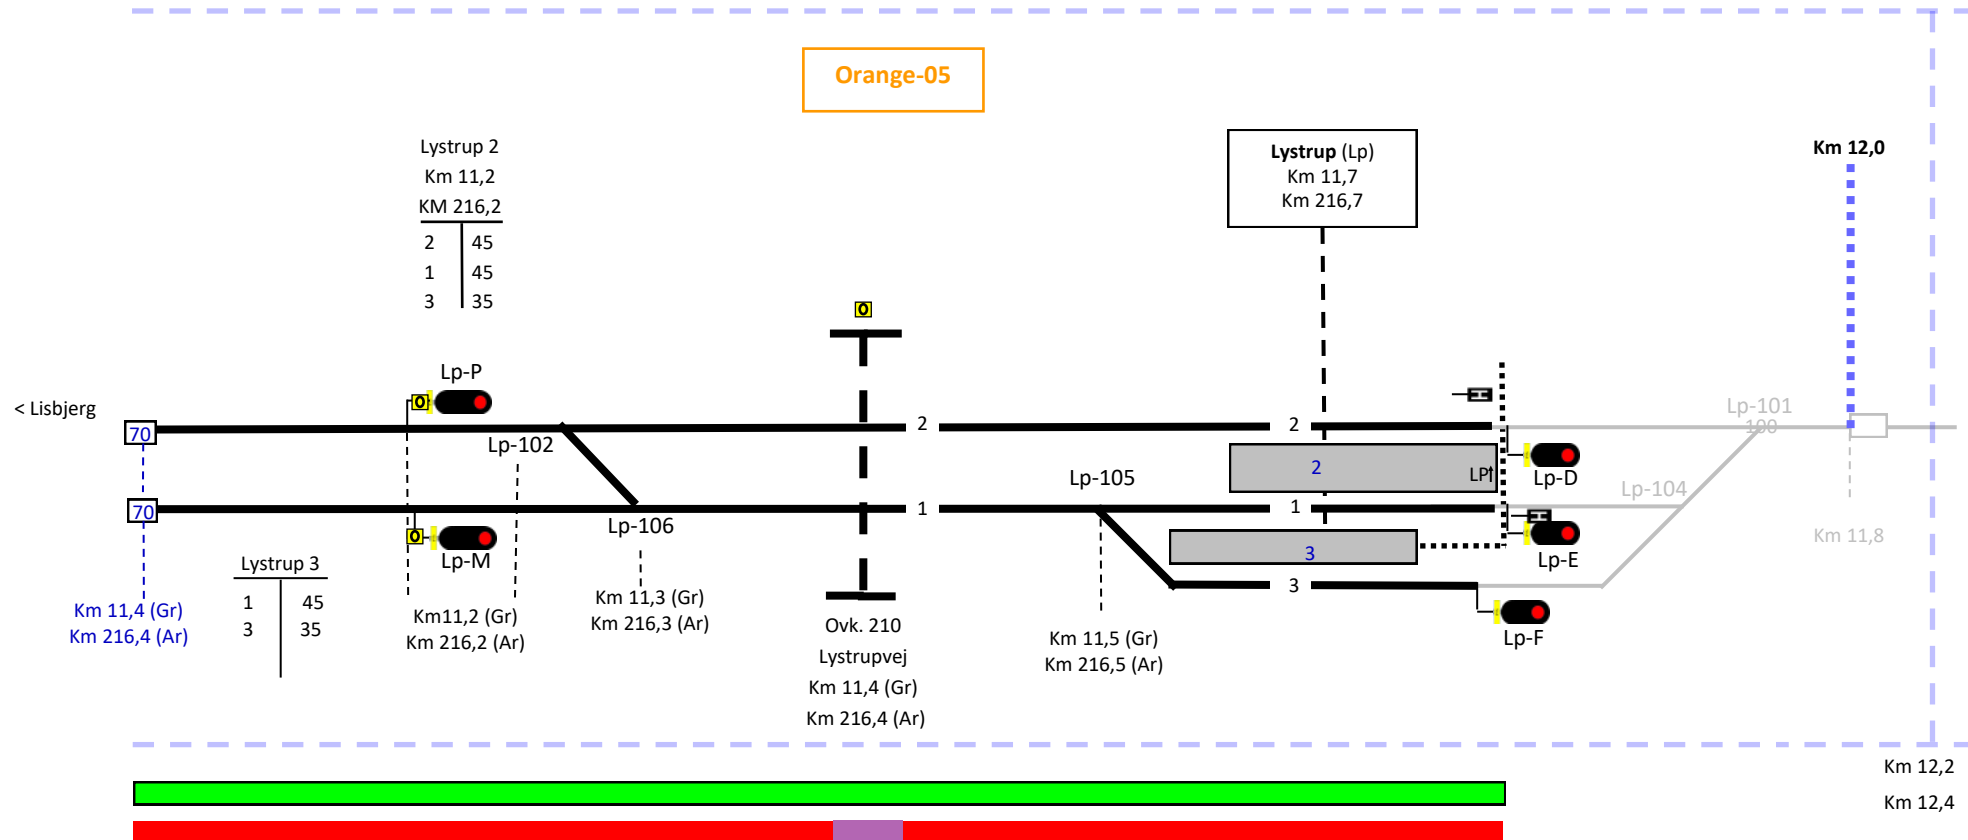 Orange-05
Lystrup 2
Km 11,2
KM 216,2
2 45
1 45
3 35
Lystrup (Lp)
Km 11,7
Km 216,7
Km 12,0
Lp-P
< Lisbjerg
70
Lp-102
2
2
Lp-101
100
2
LP
Lp-D
Lp-105
Lp-104
70
Lp-106
1
1
Lp-M
3
Lp-E
Km 11,8
Lystrup 3
1 45
3 35
3
Lp-F
Km 11,4 (Gr)
Km 216,4 (Ar)
Km11,2 (Gr)
Km 216,2 (Ar)
Km 11,3 (Gr)
Km 216,3 (Ar)
Ovk. 210
Lystrupvej
Km 11,4 (Gr)
Km 216,4 (Ar)
Km 11,5 (Gr)
Km 216,5 (Ar)
Km 12,2
Km 12,4